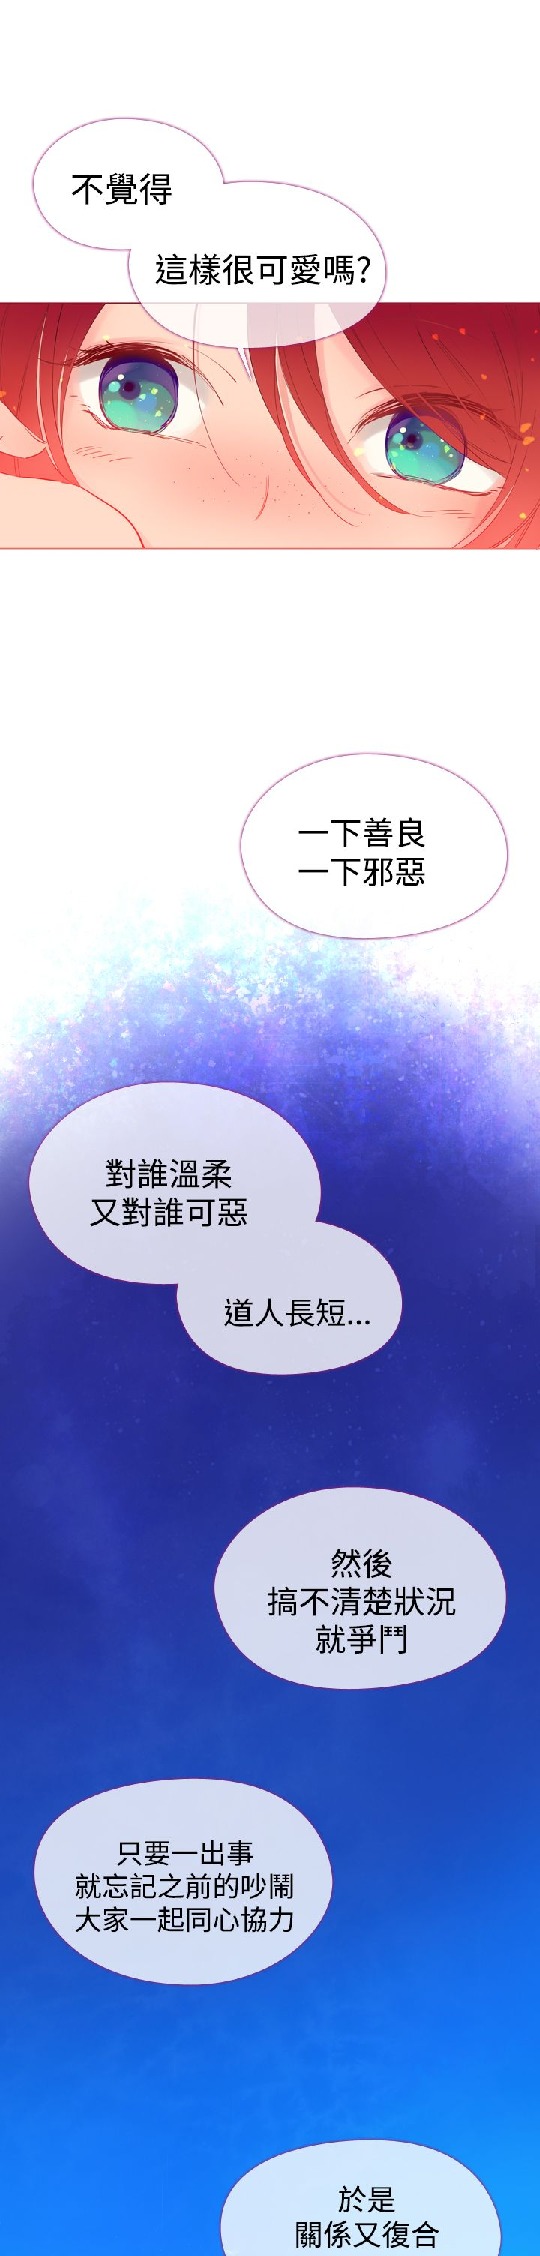 不覺得
這樣很可愛嗎?
一下善良
一下邪惡
對誰溫柔
又對誰可惡
道人長短...
然後
搞不清楚狀況
就爭鬥
只要一出事
就忘記之前的吵鬧
大家一起同心協力
於是
關係又復合